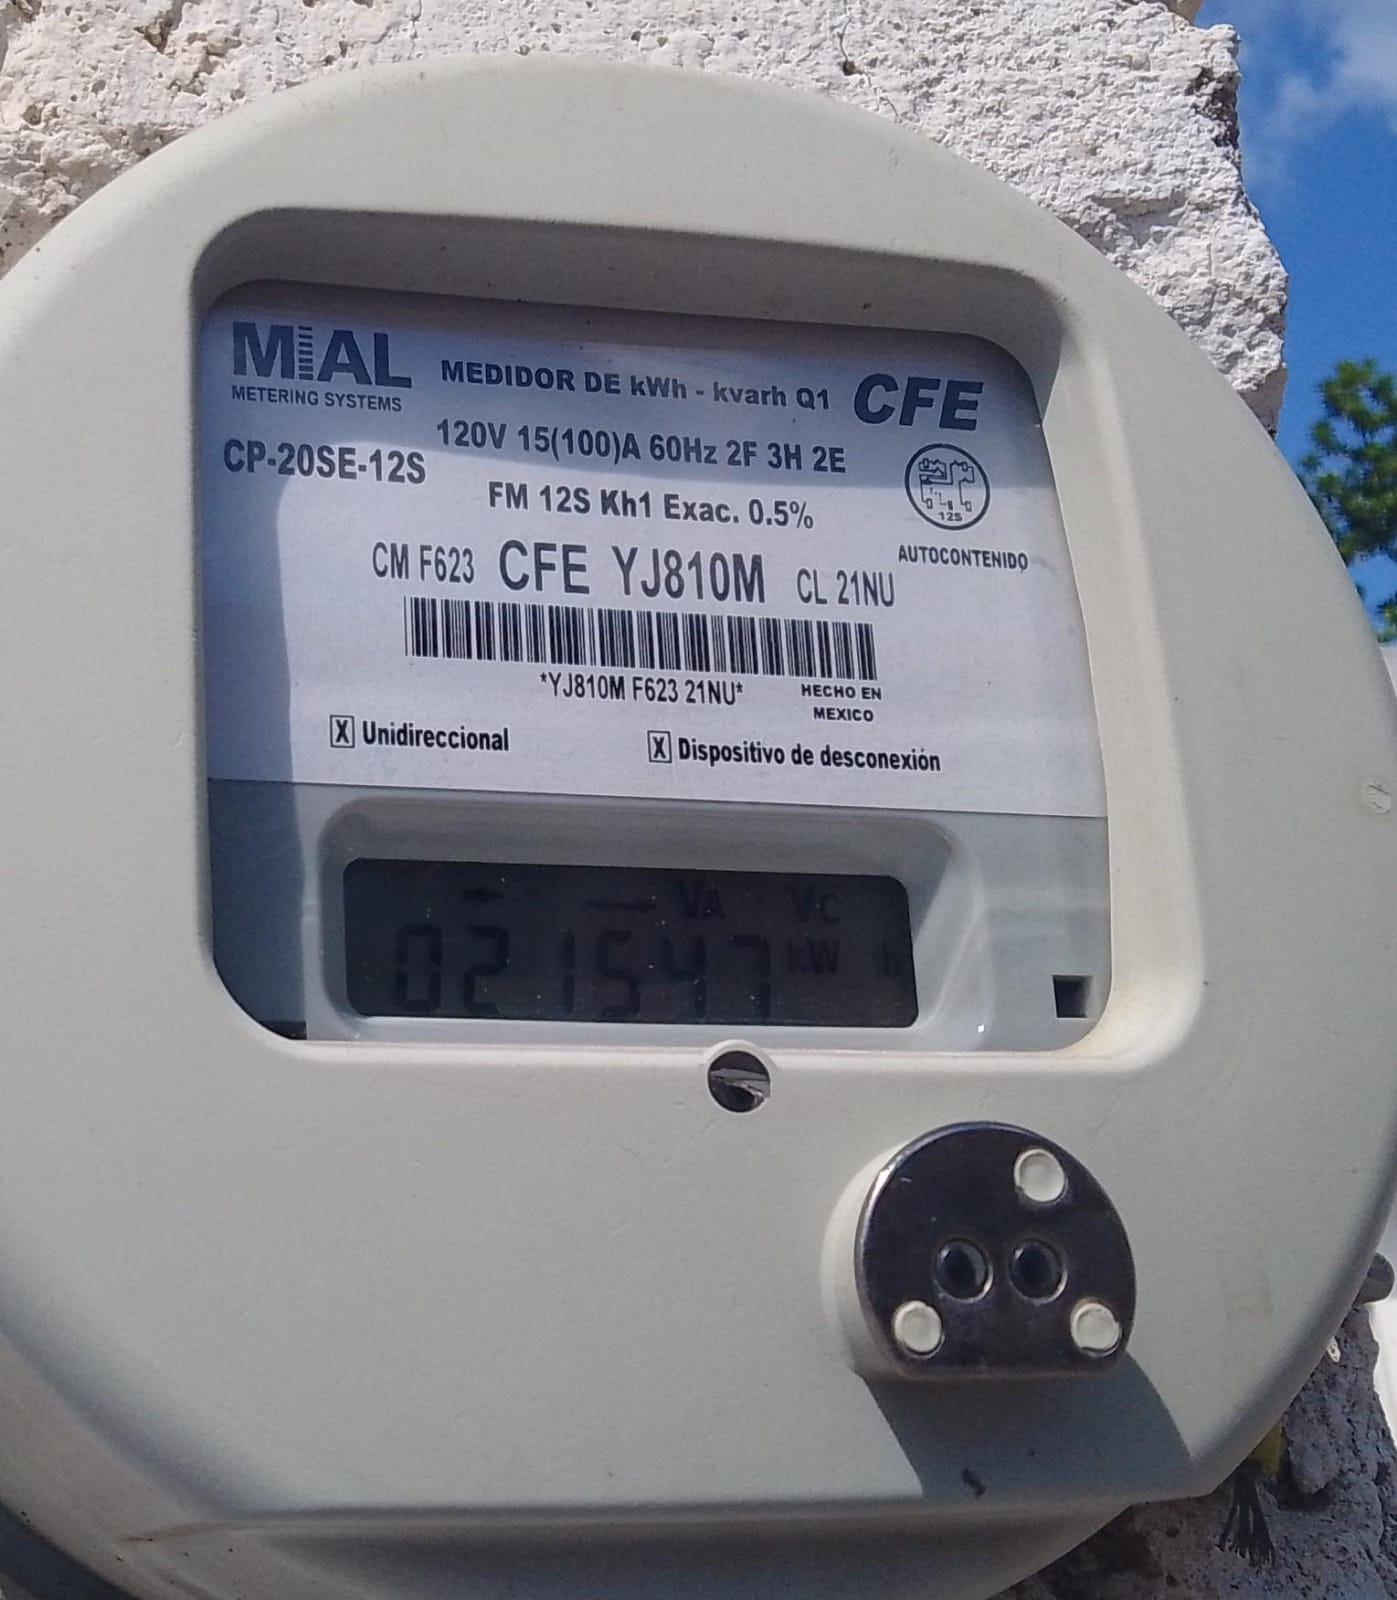 MIAL
METERING SYSTEMS
MEDIDOR DE kWh - kvarh Q1
CFE
120V 15(100)A 60Hz 2F 3H 2E
CP-20SE-12S
FM 12S Kh1 Exac. 0.5%
12S
AUTOCONTENIDO
CM F623 CFE YJ810M CL 21NU
*YJ810M F623 21NU*
HECHO EN
MEXICO
X Unidireccional
X Dispositivo de desconexión
VA VC
021547 kW h